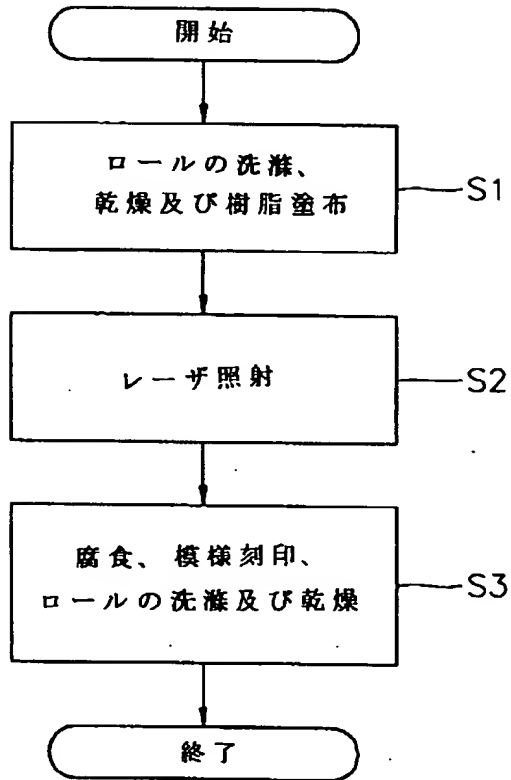 開始
ロールの洗滌、
乾燥及び樹脂塗布
S1
レーザ照射
S2
腐食、模様刻印、
ロールの洗滌及び乾燥
S3
終了